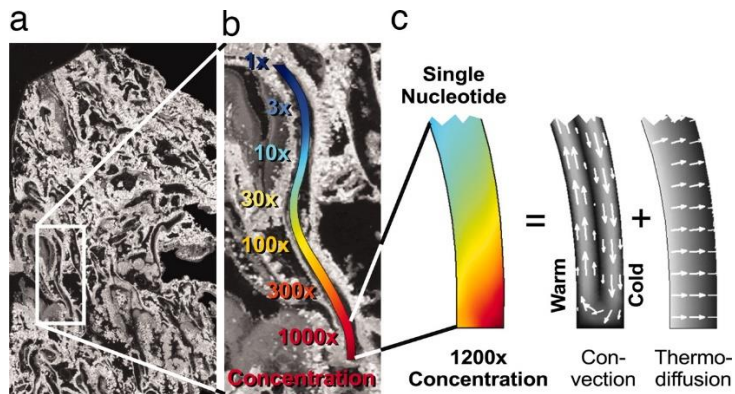 a
b
c
1x
3x
10x
30x
100x
300x
1000x
Concentration
Single
Nucleotide
1200x
Concentration
=
Warm
Cold
Con-
vection
+
Thermo-
diffusion